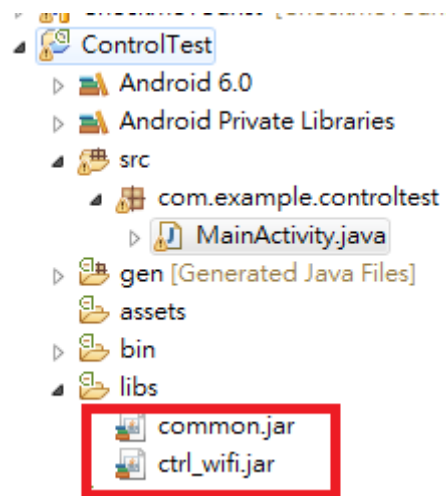 ControlTest
Android 6.0
Android Private Libraries
src
com.example.controltest
MainActivity.java
gen [Generated Java Files]
assets
bin
libs
common.jar
ctrl_wifi.jar